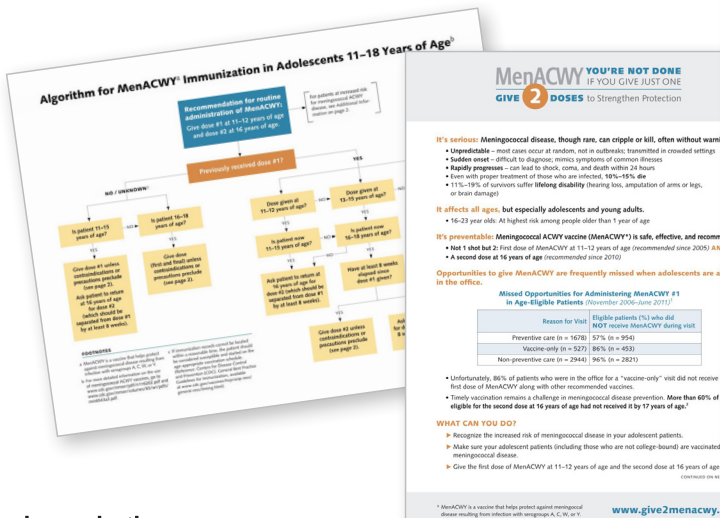 Algorithm for MenACWYᵃ Immunization in Adolescents 11–18 Years of Ageᵇ
Recommendation for routine
administration of MenACWY:
Give dose #1 at 11–12 years of age
and dose #2 at 16 years of age.
For patients at increased risk
for meningococcal ACWY
disease, see Additional Infor-
mation on page 2.
Previously received dose #1?
NO / UNKNOWNᶜ
YES
Is patient 11–15
years of age?
NO
Is patient 16–18
years of age?
Dose given at
11–12 years of age?
NO
Dose given at
13–15 years of age?
NO
YES
YES
YES
YES
Give dose #1 unless
contraindications or
precautions preclude
(see page 2).
Ask patient to return
at 16 years of age
for dose #2
(which should be
separated from dose #1
by at least 8 weeks).
Give dose
(first and final) unless
contraindications or
precautions preclude
(see page 2).
Is patient now
11–15 years of age?
NO
Is patient now
16–18 years of age?
YES
YES
Ask patient to return at
16 years of age for
dose #2 (which should be
separated from dose #1
by at least 8 weeks).
Have at least 8 weeks
elapsed since
dose #1 given?
YES
Give dose #2 unless
contraindications or
precautions preclude
(see page 2).
FOOTNOTES
a MenACWY is a vaccine that helps protect
against meningococcal disease resulting from
infection with serogroups A, C, W, or Y.
MenACWY YOU'RE NOT DONE
IF YOU GIVE JUST ONE
GIVE 2 DOSES to Strengthen Protection
It's serious: Meningococcal disease, though rare, can cripple or kill, often without warni
• Unpredictable – most cases occur at random, not in outbreaks; transmitted in crowded settings
• Sudden onset – difficult to diagnose; mimics symptoms of common illnesses
• Rapidly progresses – can lead to shock, coma, and death within 24 hours
• Even with proper treatment of those who are infected, 10%–15% die
• 11%–19% of survivors suffer lifelong disability (hearing loss, amputation of arms or legs,
or brain damage)
It affects all ages, but especially adolescents and young adults.
• 16–23 year olds: At highest risk among people older than 1 year of age
It's preventable: Meningococcal ACWY vaccine (MenACWY*) is safe, effective, and recomm
• Not 1 shot but 2: First dose of MenACWY at 11–12 years of age (recommended since 2005) AN
• A second dose at 16 years of age (recommended since 2010)
Opportunities to give MenACWY are frequently missed when adolescents are a
in the office.
Missed Opportunities for Administering MenACWY #1
in Age-Eligible Patients (November 2006–June 2011)¹
Reason for Visit Eligible patients (%) who did
NOT receive MenACWY during visit
Preventive care (n = 1678) 57% (n = 954)
Vaccine-only (n = 527) 86% (n = 453)
Non-preventive care (n = 2944) 96% (n = 2821)
• Unfortunately, 86% of patients who were in the office for a "vaccine-only" visit did not receive
first dose of MenACWY along with other recommended vaccines.
• Timely vaccination remains a challenge in meningococcal disease prevention. More than 60% of
eligible for the second dose at 16 years of age had not received it by 17 years of age.²
WHAT CAN YOU DO?
▶ Recognize the increased risk of meningococcal disease in your adolescent patients.
▶ Make sure your adolescent patients (including those who are not college-bound) are vaccinated
meningococcal disease.
▶ Give the first dose of MenACWY at 11–12 years of age and the second dose at 16 years of age
CONTINUED ON NE
* MenACWY is a vaccine that helps protect against meningococcal
disease resulting from infection with serogroups A, C, W, or Y.
www.give2menacwy.